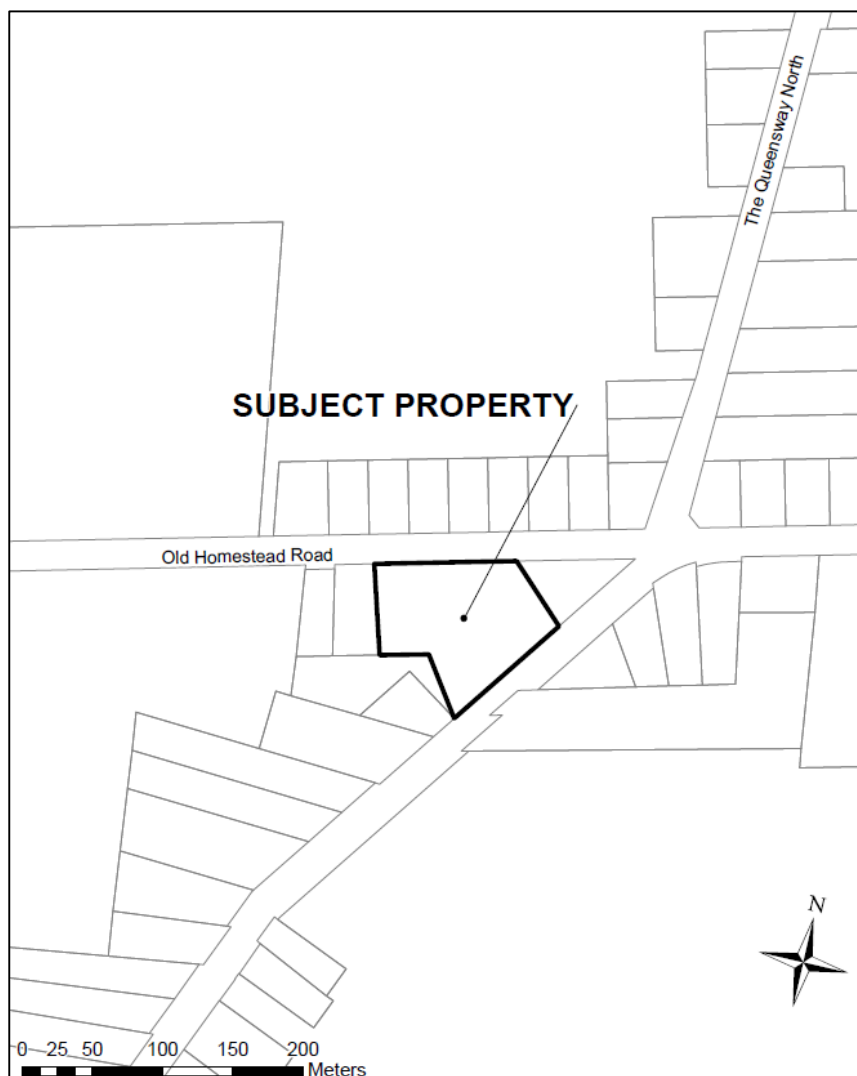 The Queensway North
SUBJECT PROPERTY
Old Homestead Road
N
0 25 50 100 150 200
Meters